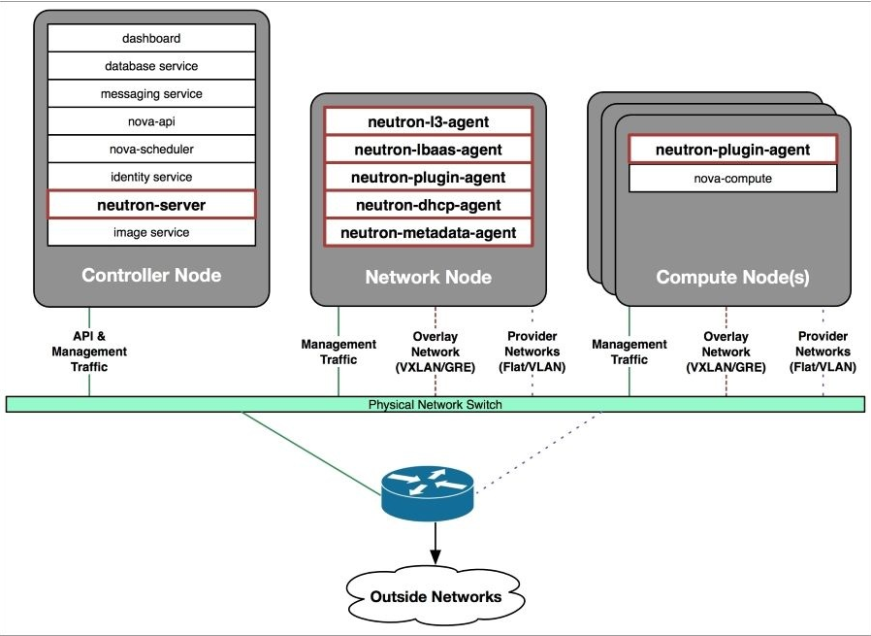 dashboard
database service
messaging service
nova-api
nova-scheduler
identity service
neutron-server
image service
Controller Node
neutron-l3-agent
neutron-lbaas-agent
neutron-plugin-agent
neutron-dhcp-agent
neutron-metadata-agent
Network Node
neutron-plugin-agent
nova-compute
Compute Node(s)
API &
Management
Traffic
Management
Traffic
Overlay
Network
(VXLAN/GRE)
Provider
Networks
(Flat/VLAN)
Management
Traffic
Overlay
Network
(VXLAN/GRE)
Provider
Networks
(Flat/VLAN)
Physical Network Switch
Outside Networks